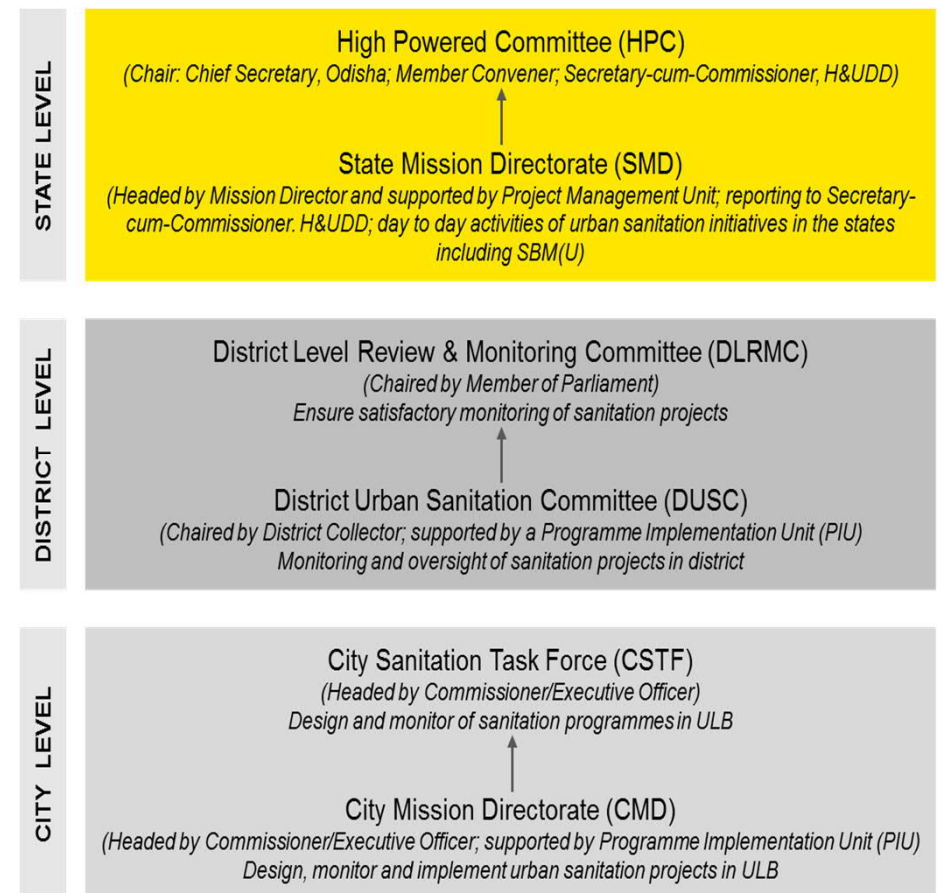 STATE LEVEL
High Powered Committee (HPC)
(Chair: Chief Secretary, Odisha; Member Convener; Secretary-cum-Commissioner, H&UDD)
State Mission Directorate (SMD)
(Headed by Mission Director and supported by Project Management Unit; reporting to Secretary-
cum-Commissioner. H&UDD; day to day activities of urban sanitation initiatives in the states
including SBM(U)
DISTRICT LEVEL
District Level Review & Monitoring Committee (DLRMC)
(Chaired by Member of Parliament)
Ensure satisfactory monitoring of sanitation projects
District Urban Sanitation Committee (DUSC)
(Chaired by District Collector; supported by a Programme Implementation Unit (PIU)
Monitoring and oversight of sanitation projects in district
CITY LEVEL
City Sanitation Task Force (CSTF)
(Headed by Commissioner/Executive Officer)
Design and monitor of sanitation programmes in ULB
City Mission Directorate (CMD)
(Headed by Commissioner/Executive Officer; supported by Programme Implementation Unit (PIU)
Design, monitor and implement urban sanitation projects in ULB